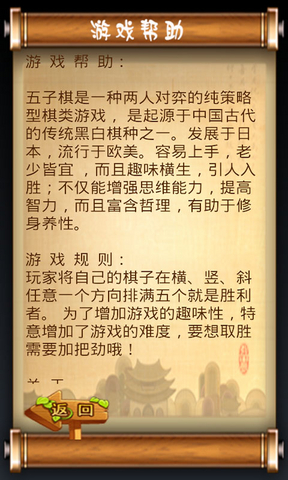 游戏帮助
游 戏 帮 助 :
五子棋是一种两人对弈的纯策略
型棋类游戏， 是起源于中国古代
的传统黑白棋种之一。发展于日
本，流行于欧美。容易上手，老
少皆宜 ，而且趣味横生，引人入
胜；不仅能增强思维能力，提高
智力，而且富含哲理，有助于修
身养性。
游 戏 规 则 :
玩家将自己的棋子在横、竖、斜
任意一个方向排满五个就是胜利
者。 为了增加游戏的趣味性，特
意增加了游戏的难度，要想取胜
需要加把劲哦！
返回